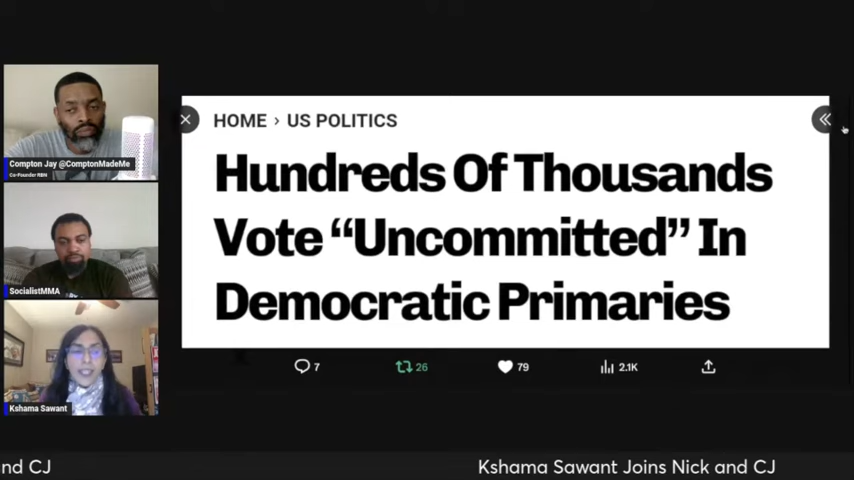 Compton Jay @ComptonMadeMe
Co-Founder RBN
SocialistMMA
Kshama Sawant
HOME › US POLITICS
Hundreds Of Thousands
Vote “Uncommitted” In
Democratic Primaries
7 26 79 2.1K
nd CJ Kshama Sawant Joins Nick and CJ